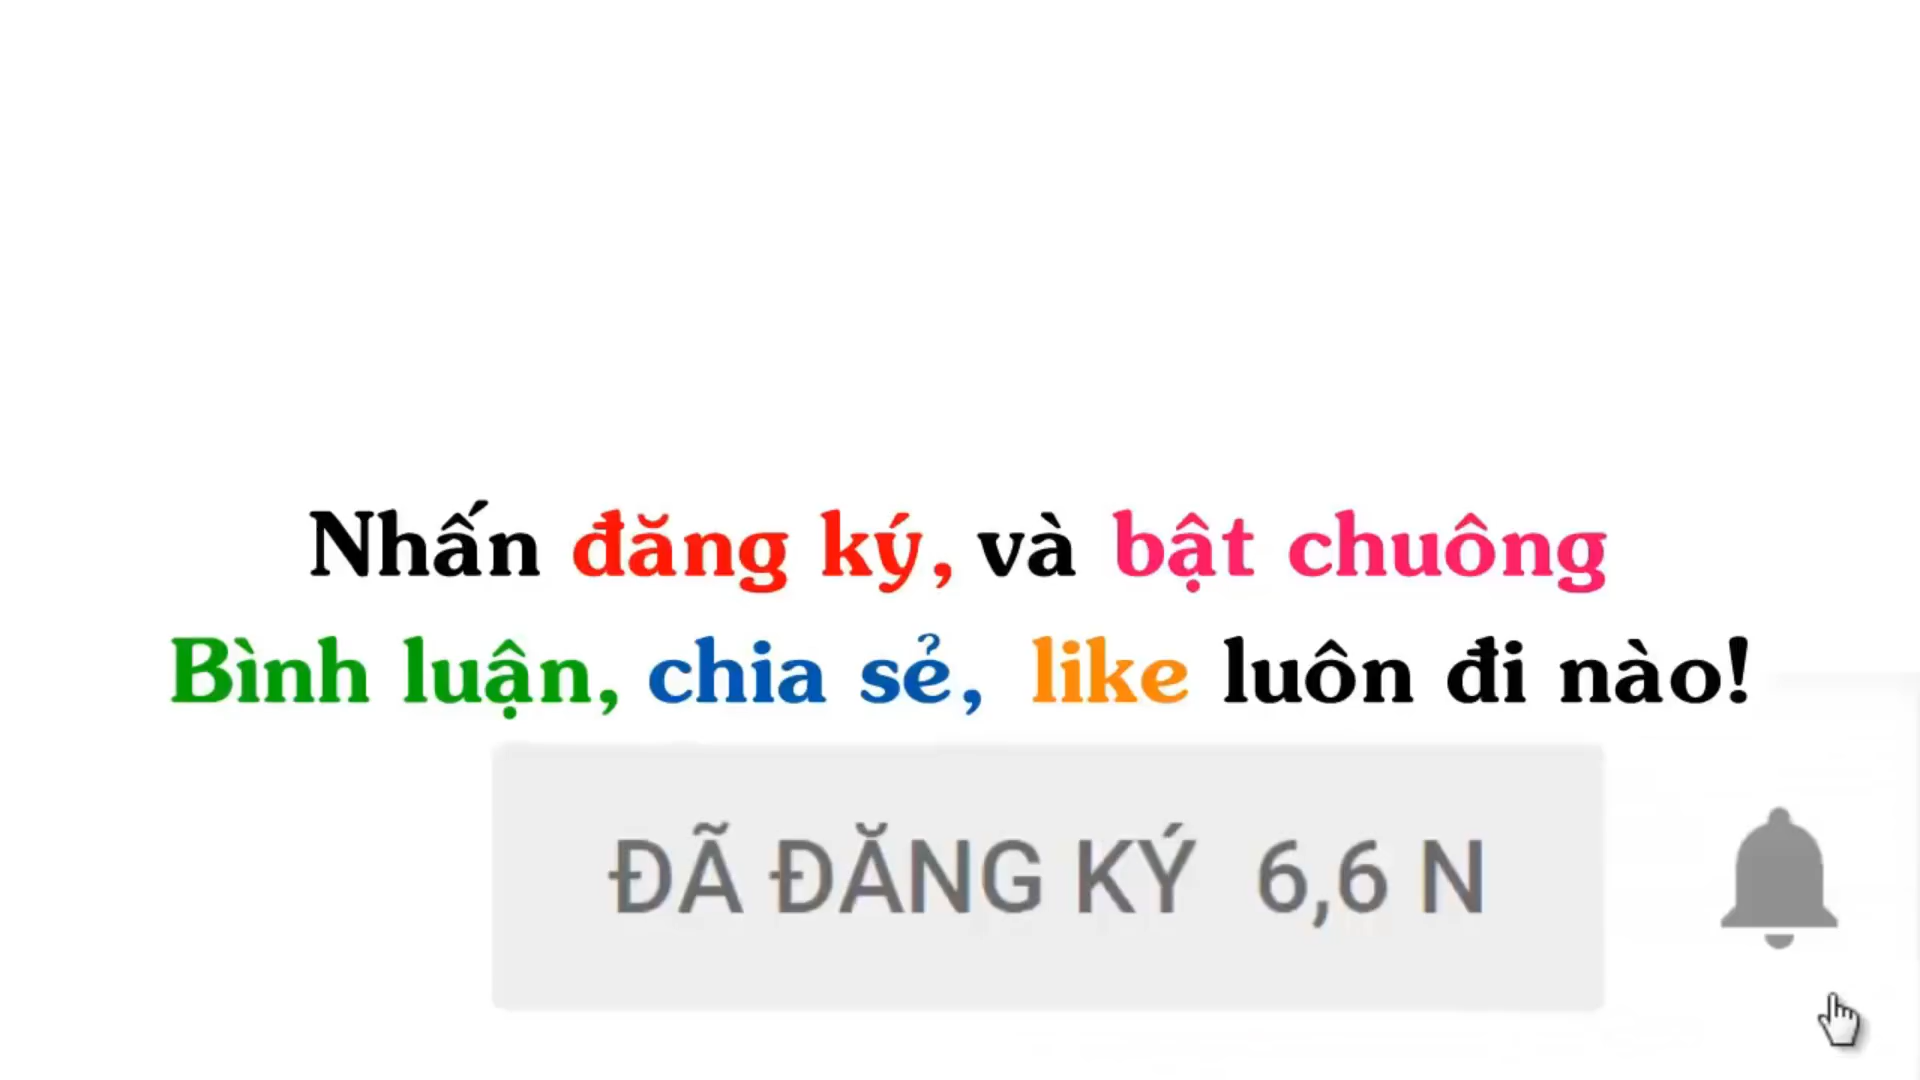 Nhấn đăng ký, và bật chuông
Bình luận, chia sẻ, like luôn đi nào!
ĐÃ ĐĂNG KÝ 6,6 N